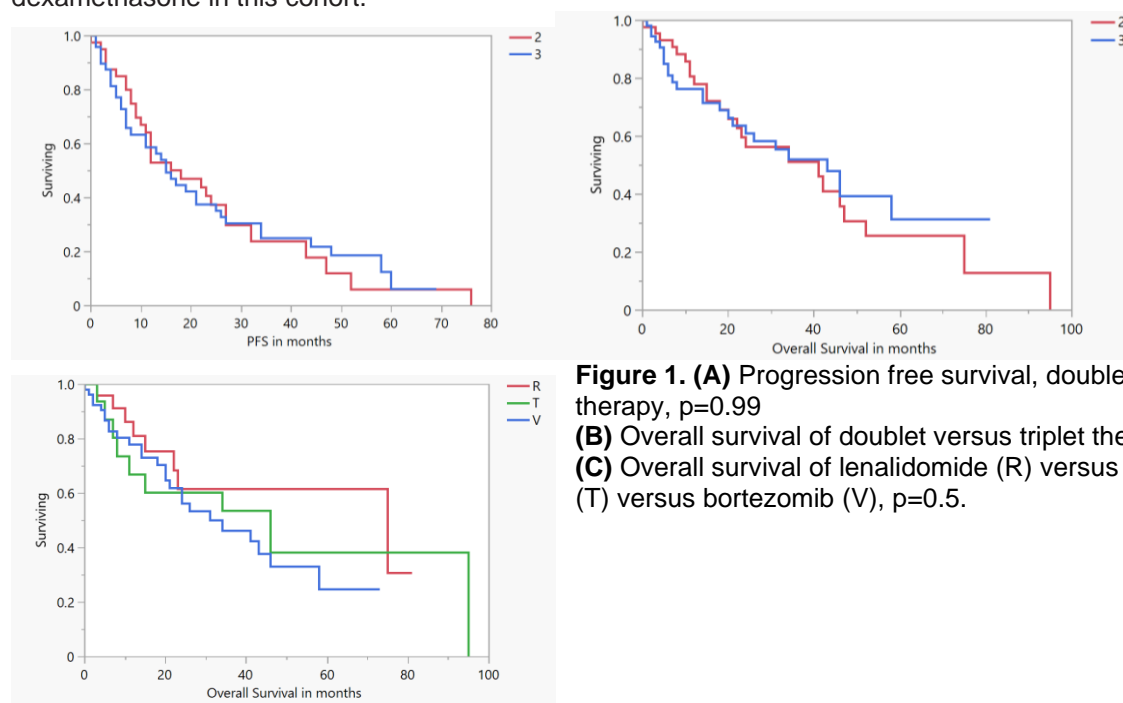 dexamethasone in this cohort.
1.0
0.8
0.6
0.4
0.2
0
Surviving
0 10 20 30 40 50 60 70 80
PFS in months
2
3
1.0
0.8
0.6
0.4
0.2
0
Surviving
0 20 40 60 80 100
Overall Survival in months
2
3
1.0
0.8
0.6
0.4
0.2
0
Surviving
0 20 40 60 80 100
Overall Survival in months
R
T
V
Figure 1. (A) Progression free survival, double
therapy, p=0.99
(B) Overall survival of doublet versus triplet the
(C) Overall survival of lenalidomide (R) versus
(T) versus bortezomib (V), p=0.5.